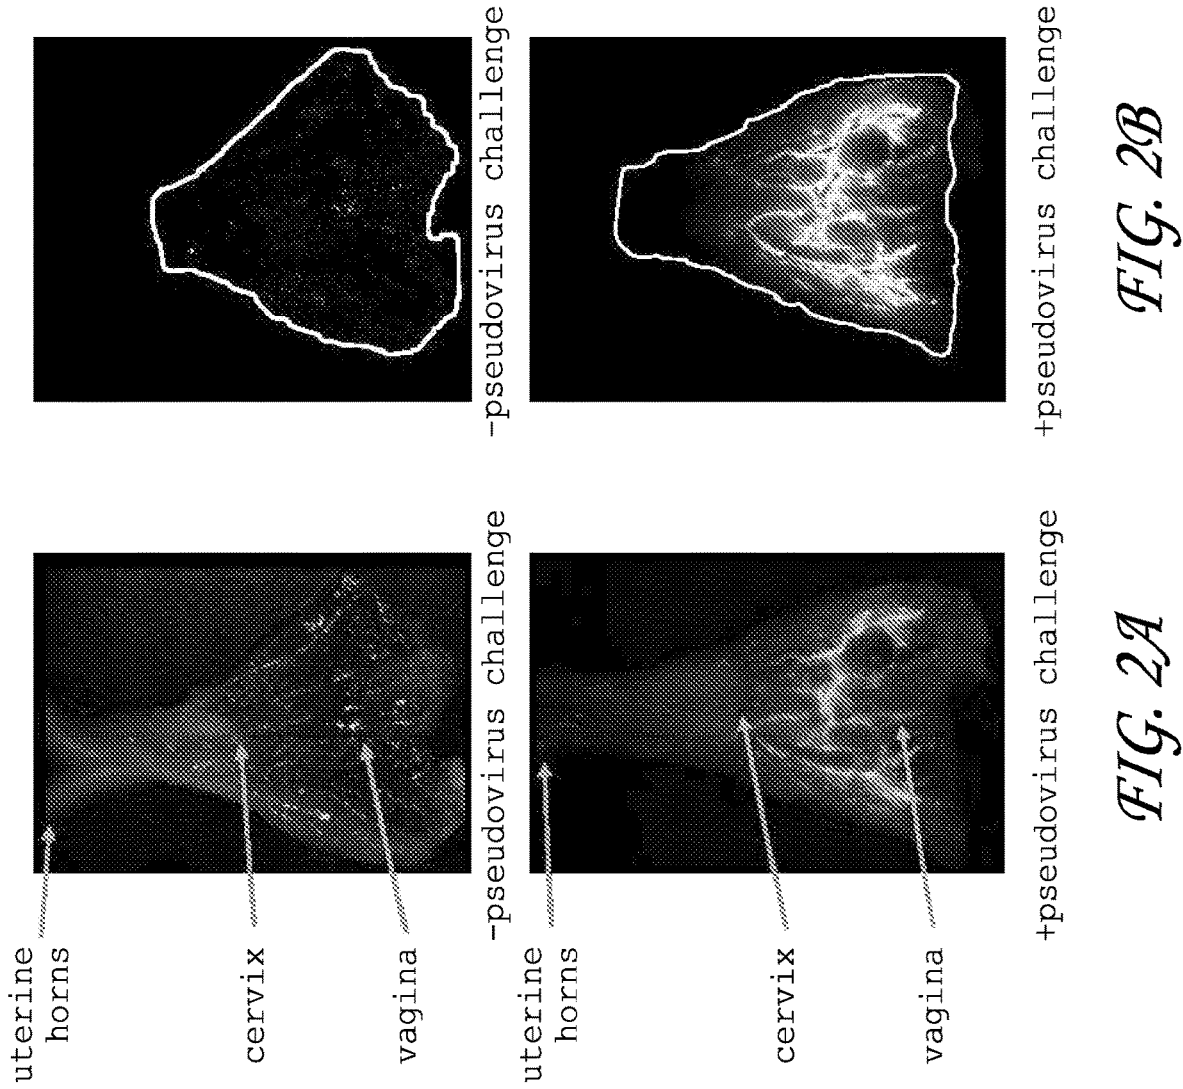 uterine
horns
cervix
vagina
-pseudovirus challenge
uterine
horns
cervix
vagina
+pseudovirus challenge
FIG. 2A
-pseudovirus challenge
+pseudovirus challenge
FIG. 2B